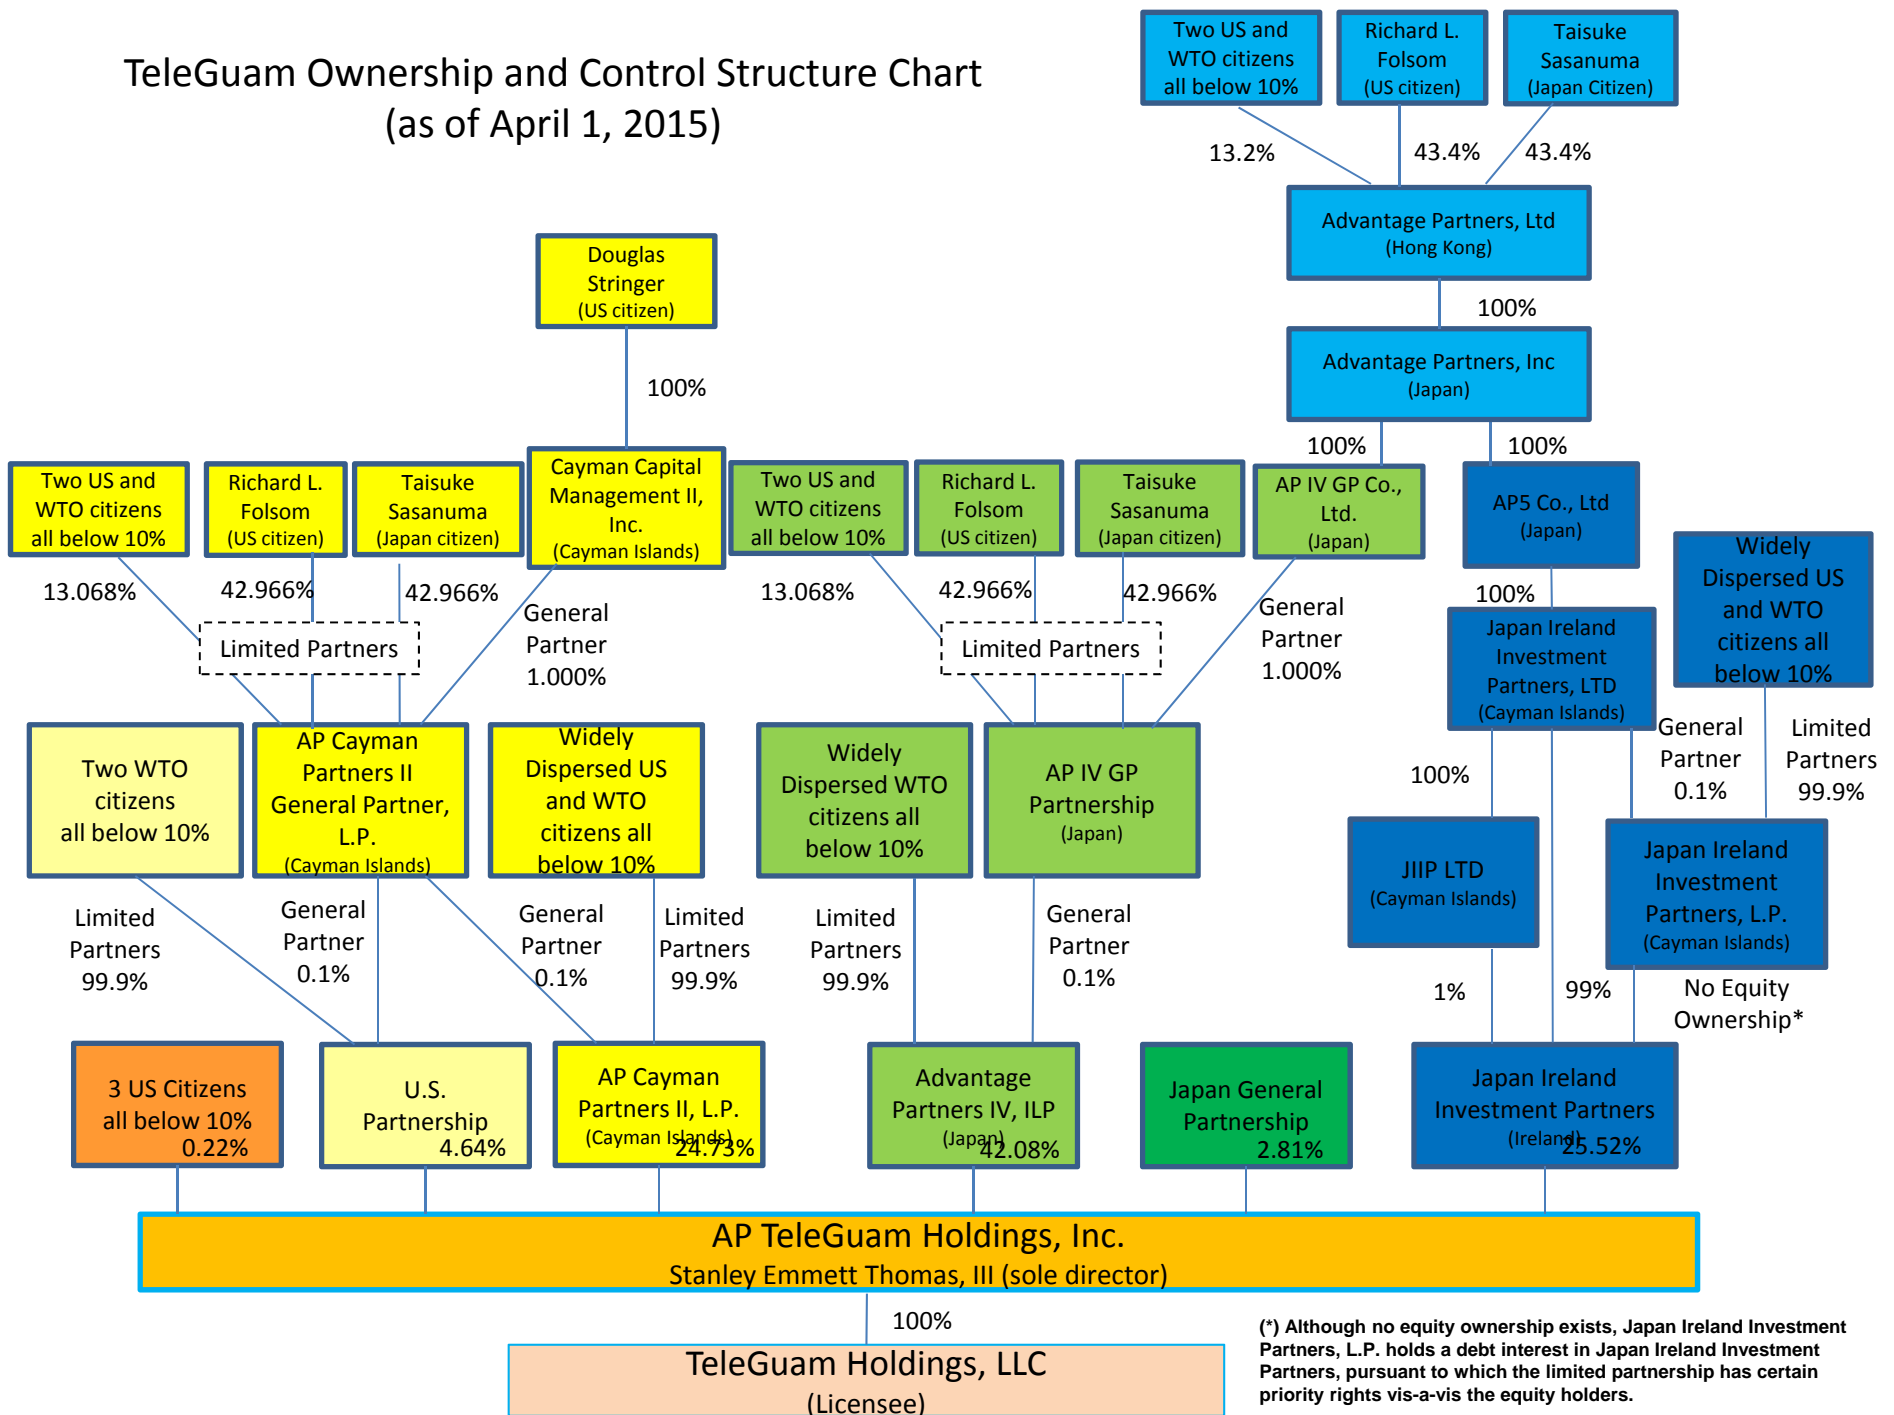 TeleGuam Ownership and Control Structure Chart
(as of April 1, 2015)
Two US and
WTO citizens
all below 10%
Richard L.
Folsom
(US citizen)
Taisuke
Sasanuma
(Japan Citizen)
13.2%
43.4%
43.4%
Advantage Partners, Ltd
(Hong Kong)
100%
Advantage Partners, Inc
(Japan)
100%
100%
Douglas
Stringer
(US citizen)
100%
Two US and
WTO citizens
all below 10%
Richard L.
Folsom
(US citizen)
Taisuke
Sasanuma
(Japan citizen)
Cayman Capital
Management II,
Inc.
(Cayman Islands)
Two US and
WTO citizens
all below 10%
Richard L.
Folsom
(US citizen)
Taisuke
Sasanuma
(Japan citizen)
AP IV GP Co.,
Ltd.
(Japan)
AP5 Co., Ltd
(Japan)
Widely
Dispersed US
and WTO
citizens all
below 10%
13.068%
42.966%
42.966%
General
Partner
1.000%
Limited Partners
13.068%
42.966%
42.966%
General
Partner
1.000%
Limited Partners
100%
Japan Ireland
Investment
Partners, LTD
(Cayman Islands)
Two WTO
citizens
all below 10%
AP Cayman
Partners II
General Partner,
L.P.
(Cayman Islands)
Widely
Dispersed US
and WTO
citizens all
below 10%
Widely
Dispersed WTO
citizens all
below 10%
AP IV GP
Partnership
(Japan)
100%
General
Partner
0.1%
Limited
Partners
99.9%
JIIP LTD
(Cayman Islands)
Japan Ireland
Investment
Partners, L.P.
(Cayman Islands)
Limited
Partners
99.9%
General
Partner
0.1%
General
Partner
0.1%
Limited
Partners
99.9%
Limited
Partners
99.9%
General
Partner
0.1%
1%
99%
No Equity
Ownership*
3 US Citizens
all below 10%
0.22%
U.S.
Partnership
4.64%
AP Cayman
Partners II, L.P.
(Cayman Islands)
24.73%
Advantage
Partners IV, ILP
(Japan)
42.08%
Japan General
Partnership
2.81%
Japan Ireland
Investment Partners
(Ireland)
25.52%
AP TeleGuam Holdings, Inc.
Stanley Emmett Thomas, III (sole director)
100%
TeleGuam Holdings, LLC
(Licensee)
(*) Although no equity ownership exists, Japan Ireland Investment
Partners, L.P. holds a debt interest in Japan Ireland Investment
Partners, pursuant to which the limited partnership has certain
priority rights vis-a-vis the equity holders.